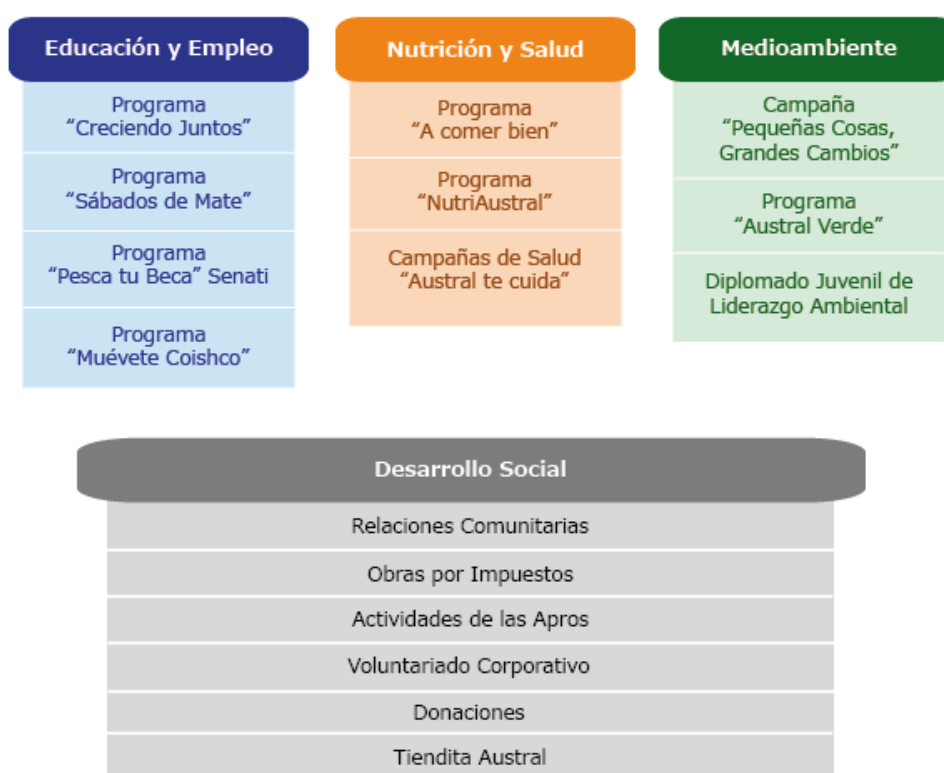 Educación y Empleo
Programa
“Creciendo Juntos”
Programa
“Sábados de Mate”
Programa
“Pesca tu Beca” Senati
Programa
“Muévete Coishco”
Nutrición y Salud
Programa
“A comer bien”
Programa
“NutriAustral”
Campañas de Salud
“Austral te cuida”
Medioambiente
Campaña
“Pequeñas Cosas,
Grandes Cambios”
Programa
“Austral Verde”
Diplomado Juvenil de
Liderazgo Ambiental
Desarrollo Social
Relaciones Comunitarias
Obras por Impuestos
Actividades de las Apros
Voluntariado Corporativo
Donaciones
Tiendita Austral